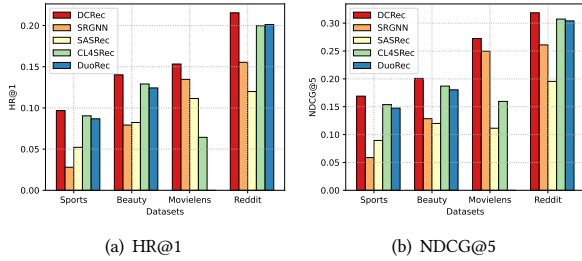 DCRec
SRGNN
SASRec
CL4SRec
DuoRec
HR@1
0.20
0.15
0.10
0.05
0.00
Sports Beauty Movielens Reddit
Datasets
(a) HR@1
DCRec
SRGNN
SASRec
CL4SRec
DuoRec
NDCG@5
0.30
0.25
0.20
0.15
0.10
0.05
0.00
Sports Beauty Movielens Reddit
Datasets
(b) NDCG@5